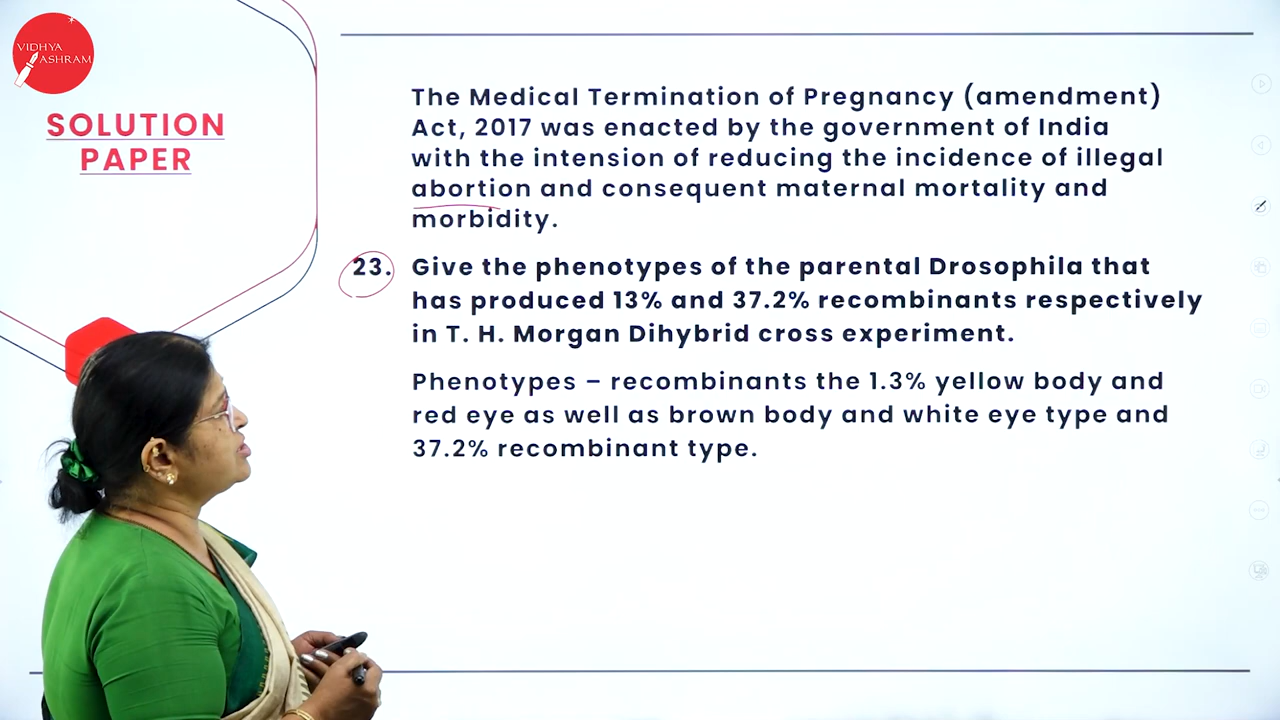 VIDHYA
ASHRAM
SOLUTION
PAPER
The Medical Termination of Pregnancy (amendment)
Act, 2017 was enacted by the government of India
with the intension of reducing the incidence of illegal
abortion and consequent maternal mortality and
morbidity.
23. Give the phenotypes of the parental Drosophila that
has produced 13% and 37.2% recombinants respectively
in T. H. Morgan Dihybrid cross experiment.
Phenotypes – recombinants the 1.3% yellow body and
red eye as well as brown body and white eye type and
37.2% recombinant type.